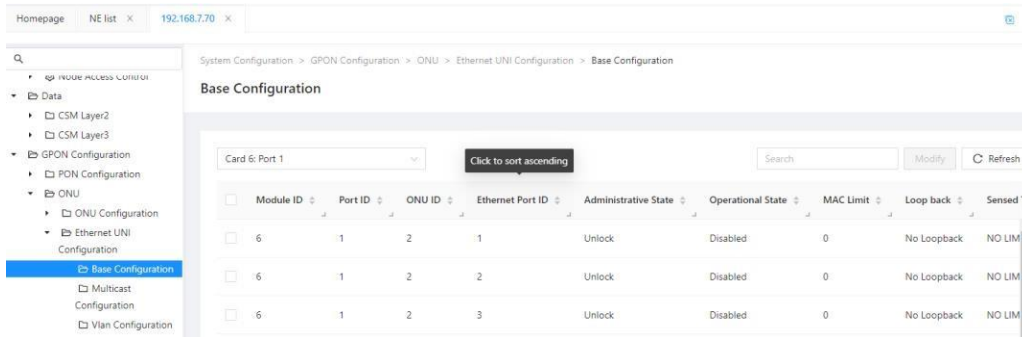 Homepage
NE list
192.168.7.70
Node Access Control
Data
CSM Layer2
CSM Layer3
GPON Configuration
PON Configuration
ONU
ONU Configuration
Ethernet UNI
Configuration
Base Configuration
Multicast
Configuration
Vlan Configuration
System Configuration > GPON Configuration > ONU > Ethernet UNI Configuration > Base Configuration
Base Configuration
Card 6: Port 1
Click to sort ascending
Search
Modify
Refresh
Module ID Port ID ONU ID Ethernet Port ID Administrative State Operational State MAC Limit Loop back Sensed
6 1 2 1 Unlock Disabled 0 No Loopback NO LIM
6 1 2 2 Unlock Disabled 0 No Loopback NO LIM
6 1 2 3 Unlock Disabled 0 No Loopback NO LIM